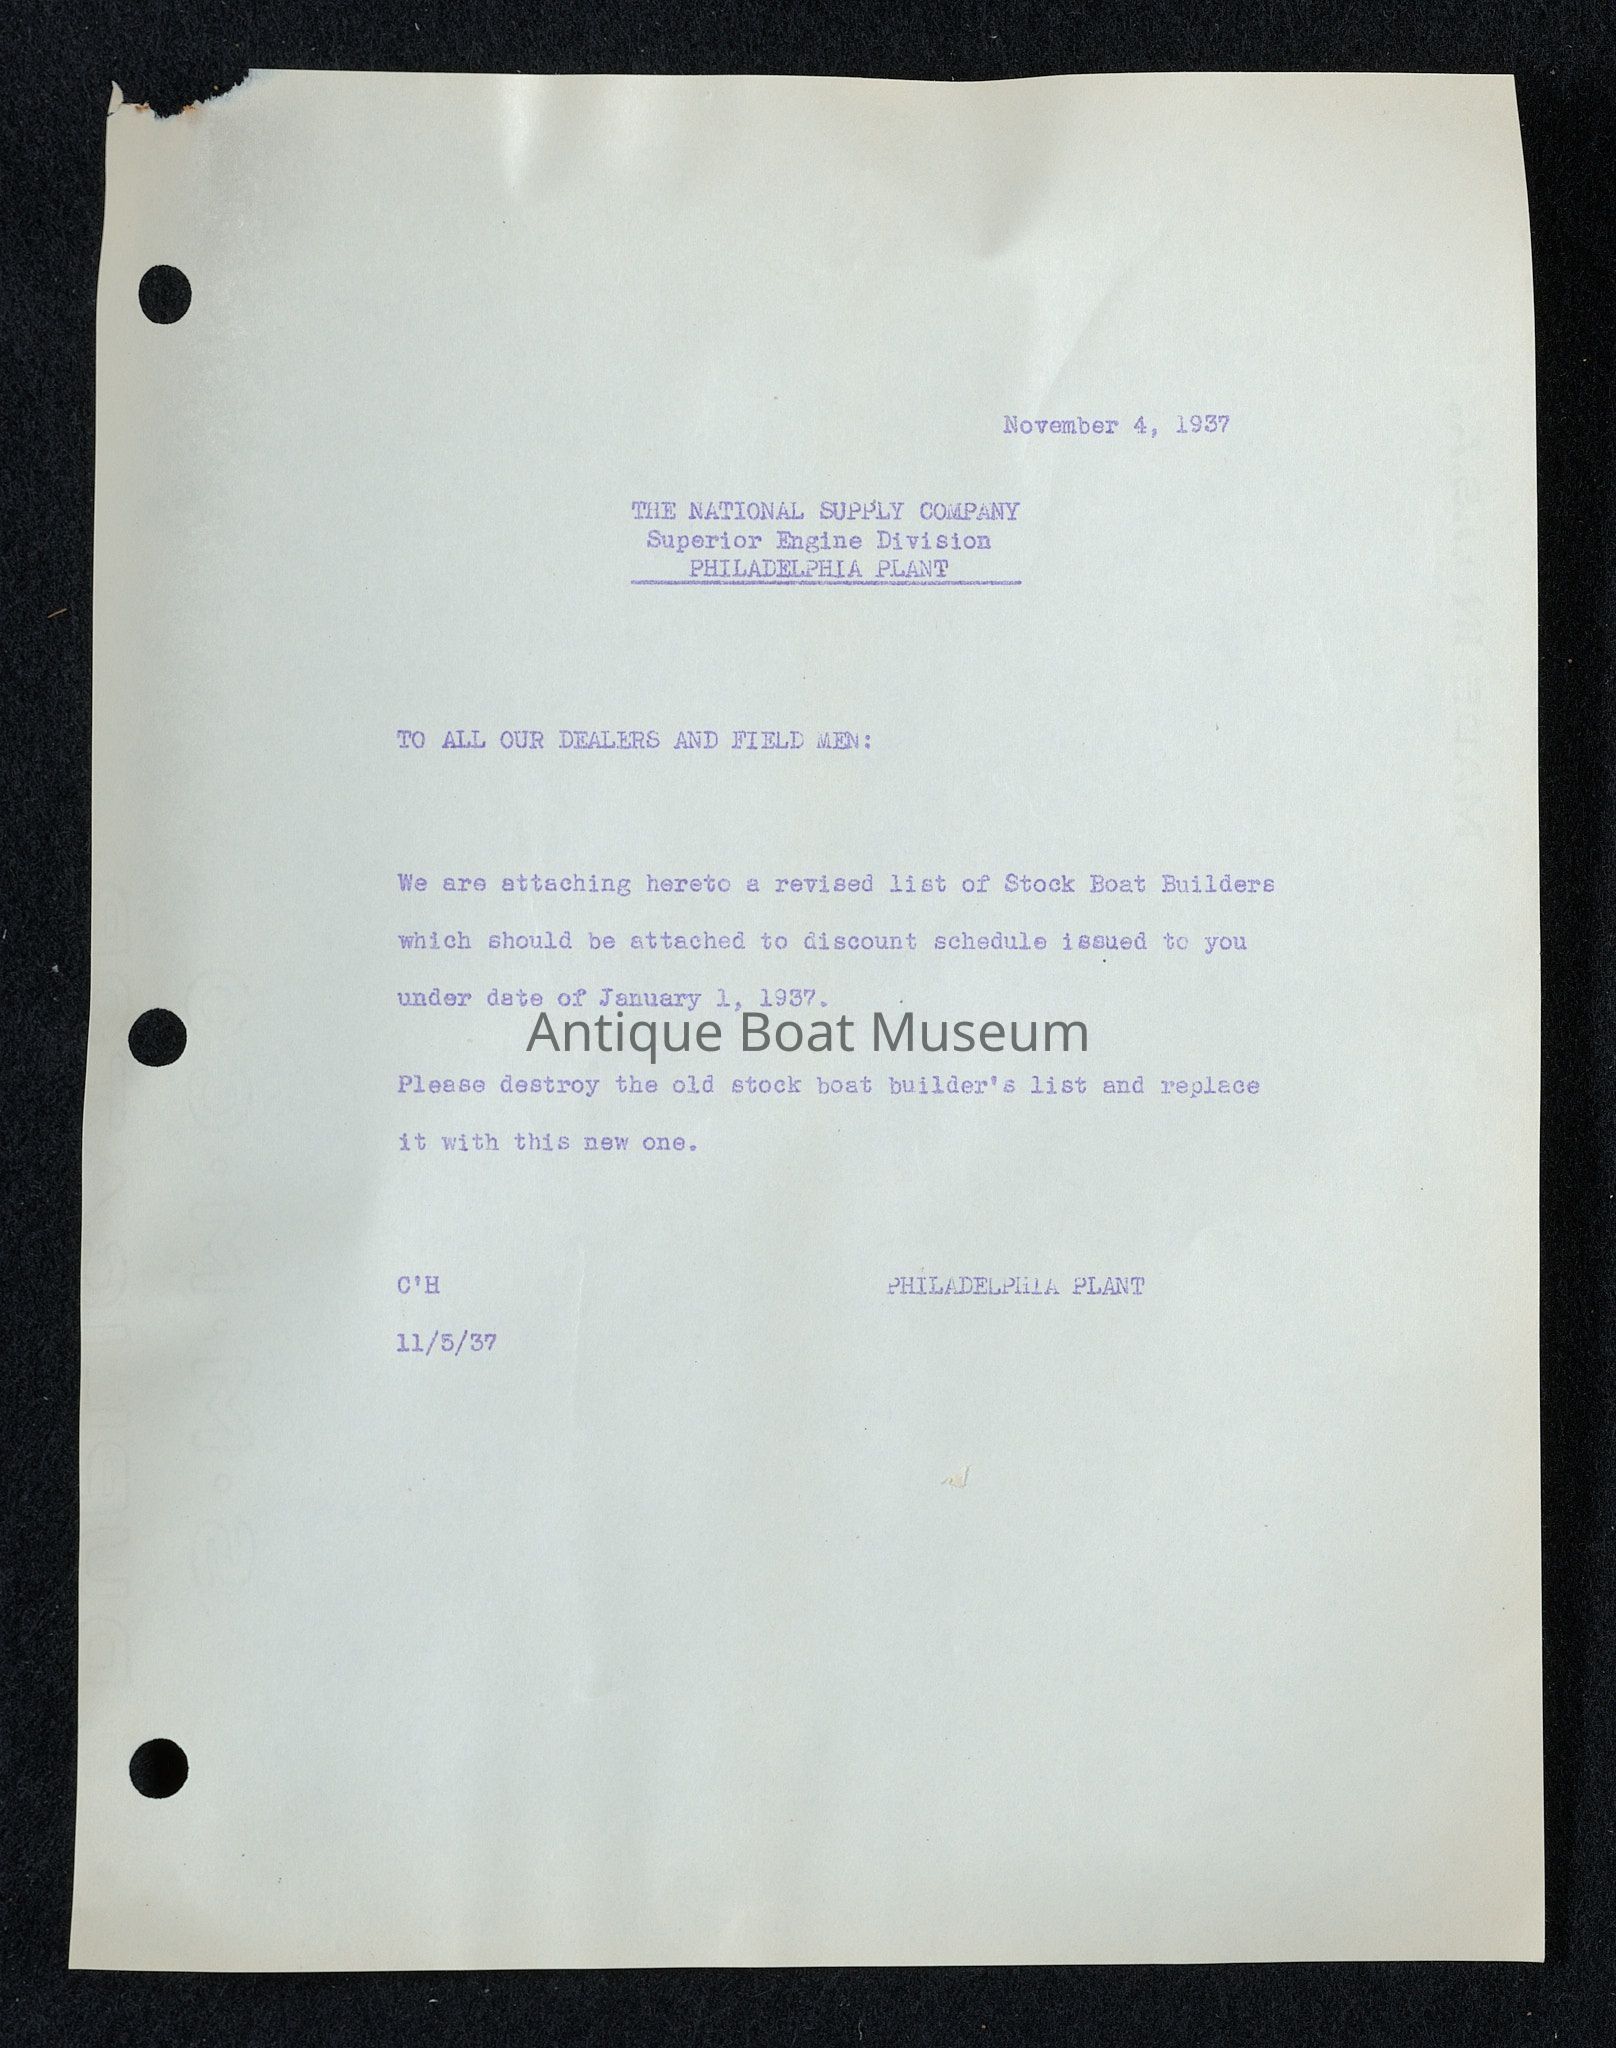 November 4, 1937
THE NATIONAL SUPPLY COMPANY
Superior Engine Division
PHILADELPHIA PLANT
TO ALL OUR DEALERS AND FIELD MEN:
We are attaching hereto a revised list of Stock Boat Builders
which should be attached to discount schedule issued to you
under date of January 1, 1937.
Antique Boat Museum
Please destroy the old stock boat builder's list and replace
it with this new one.
C'H PHILADELPHIA PLANT
11/5/37